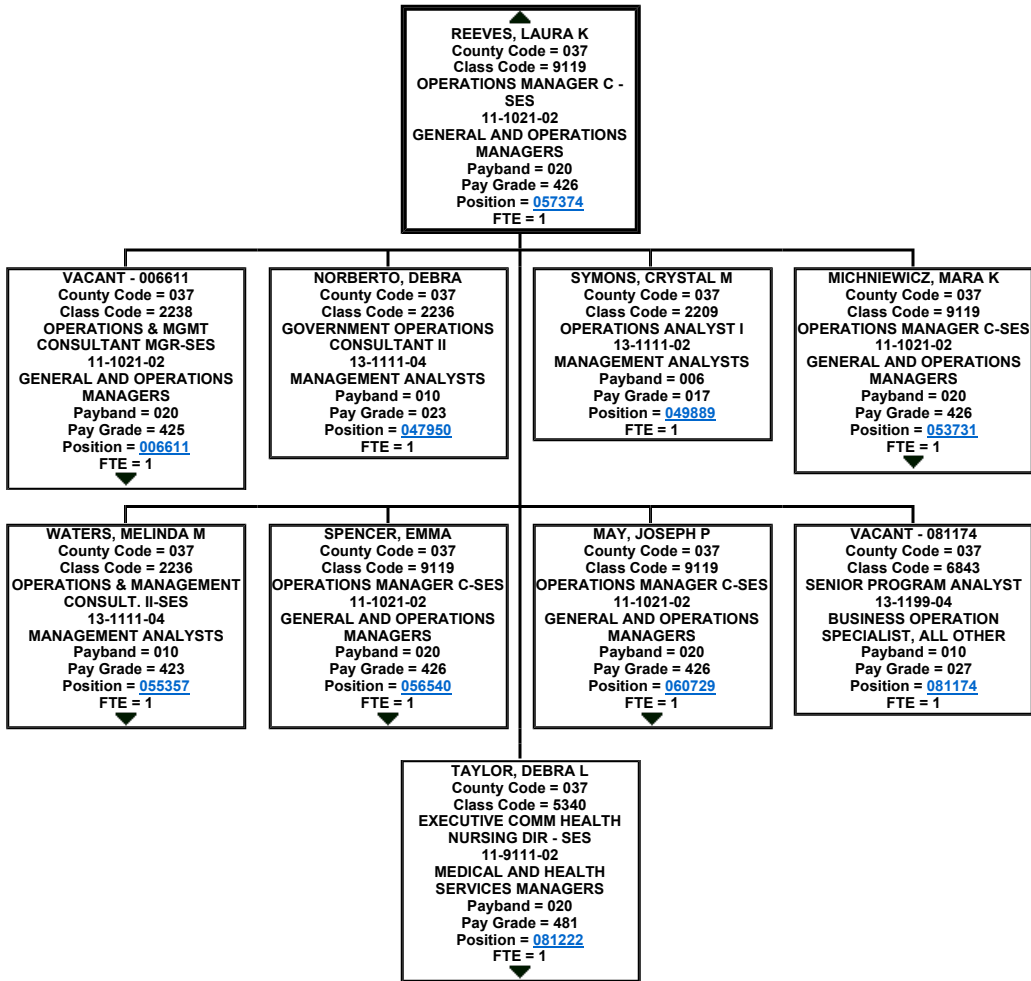 REEVES, LAURA K
County Code = 037
Class Code = 9119
OPERATIONS MANAGER C -
SES
11-1021-02
GENERAL AND OPERATIONS
MANAGERS
Payband = 020
Pay Grade = 426
Position = 057374
FTE = 1
VACANT - 006611
County Code = 037
Class Code = 2238
OPERATIONS & MGMT
CONSULTANT MGR-SES
11-1021-02
GENERAL AND OPERATIONS
MANAGERS
Payband = 020
Pay Grade = 425
Position = 006611
FTE = 1
NORBERTO, DEBRA
County Code = 037
Class Code = 2236
GOVERNMENT OPERATIONS
CONSULTANT II
13-1111-04
MANAGEMENT ANALYSTS
Payband = 010
Pay Grade = 023
Position = 047950
FTE = 1
SYMONS, CRYSTAL M
County Code = 037
Class Code = 2209
OPERATIONS ANALYST I
13-1111-02
MANAGEMENT ANALYSTS
Payband = 006
Pay Grade = 017
Position = 049889
FTE = 1
MICHNIEWICZ, MARA K
County Code = 037
Class Code = 9119
OPERATIONS MANAGER C-SES
11-1021-02
GENERAL AND OPERATIONS
MANAGERS
Payband = 020
Pay Grade = 426
Position = 053731
FTE = 1
WATERS, MELINDA M
County Code = 037
Class Code = 2236
OPERATIONS & MANAGEMENT
CONSULT. II-SES
13-1111-04
MANAGEMENT ANALYSTS
Payband = 010
Pay Grade = 423
Position = 055357
FTE = 1
SPENCER, EMMA
County Code = 037
Class Code = 9119
OPERATIONS MANAGER C-SES
11-1021-02
GENERAL AND OPERATIONS
MANAGERS
Payband = 020
Pay Grade = 426
Position = 056540
FTE = 1
MAY, JOSEPH P
County Code = 037
Class Code = 9119
OPERATIONS MANAGER C-SES
11-1021-02
GENERAL AND OPERATIONS
MANAGERS
Payband = 020
Pay Grade = 426
Position = 060729
FTE = 1
VACANT - 081174
County Code = 037
Class Code = 6843
SENIOR PROGRAM ANALYST
13-1199-04
BUSINESS OPERATION
SPECIALIST, ALL OTHER
Payband = 010
Pay Grade = 027
Position = 081174
FTE = 1
TAYLOR, DEBRA L
County Code = 037
Class Code = 5340
EXECUTIVE COMM HEALTH
NURSING DIR - SES
11-9111-02
MEDICAL AND HEALTH
SERVICES MANAGERS
Payband = 020
Pay Grade = 481
Position = 081222
FTE = 1